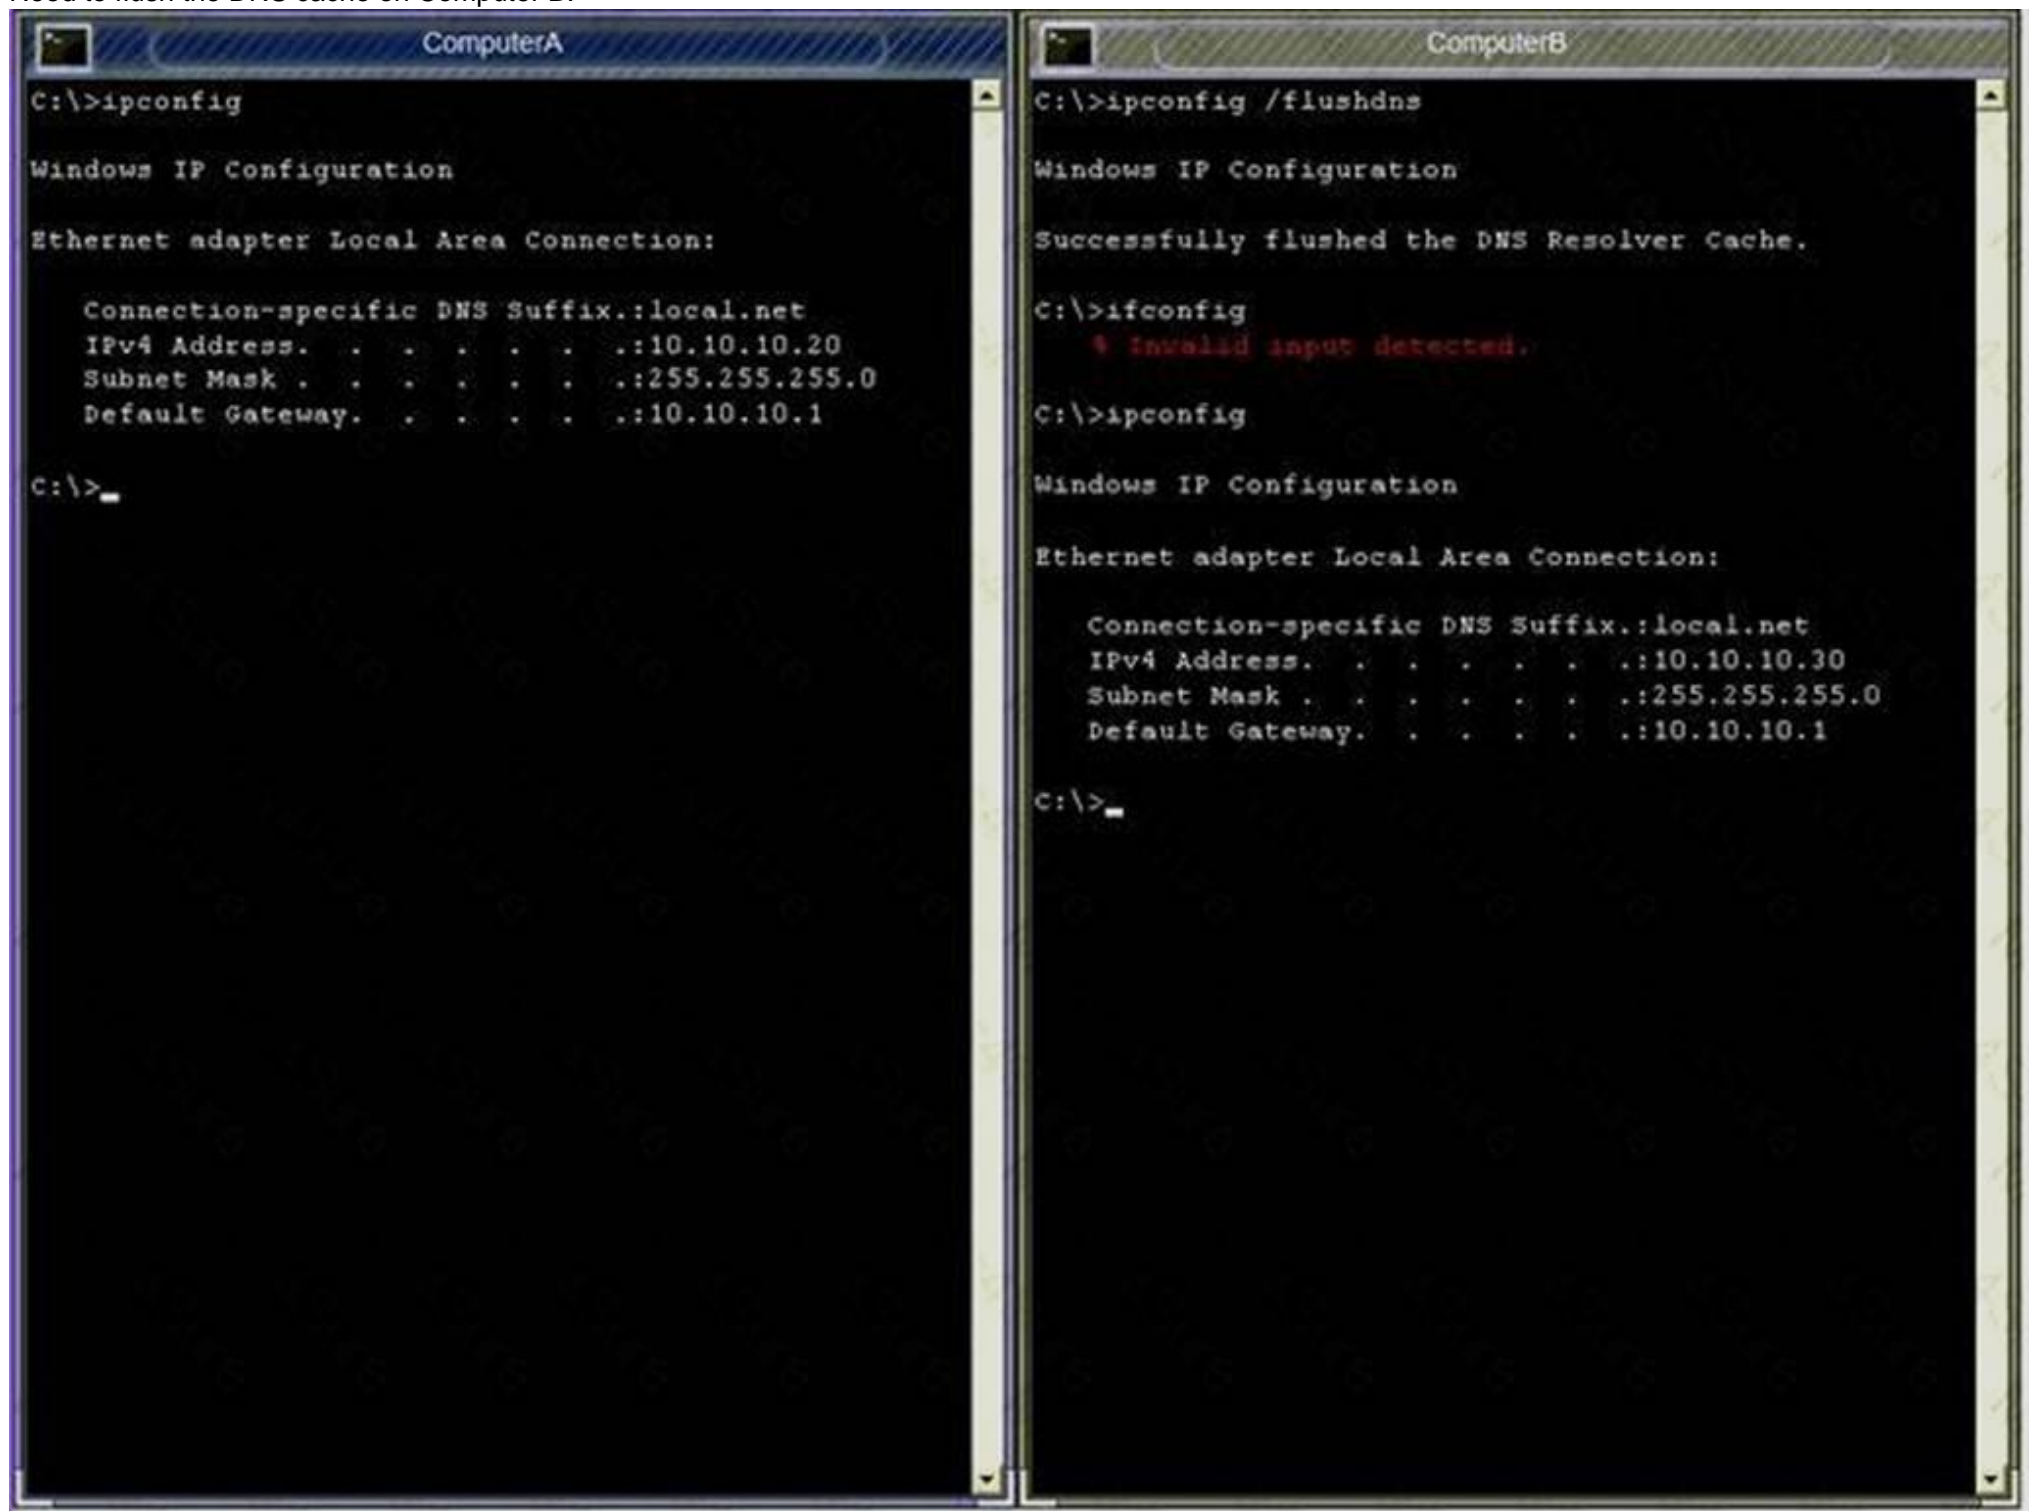 ComputerA
C:\>ipconfig
Windows IP Configuration
Ethernet adapter Local Area Connection:
Connection-specific DNS Suffix.:local.net
IPv4 Address. . . . . . .:10.10.10.20
Subnet Mask . . . . . . .:255.255.255.0
Default Gateway. . . . . .:10.10.10.1
C:\>
ComputerB
C:\>ipconfig /flushdns
Windows IP Configuration
Successfully flushed the DNS Resolver Cache.
C:\>ifconfig
% Invalid input detected.
C:\>ipconfig
Windows IP Configuration
Ethernet adapter Local Area Connection:
Connection-specific DNS Suffix.:local.net
IPv4 Address. . . . . . .:10.10.10.30
Subnet Mask . . . . . . .:255.255.255.0
Default Gateway. . . . . .:10.10.10.1
C:\>